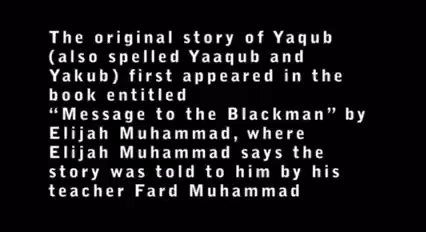 The original story of Yaqub
(also spelled Yaaqub and
Yakub) first appeared in the
book entitled
“Message to the Blackman” by
Elijah Muhammad, where
Elijah Muhammad says the
story was told to him by his
teacher Fard Muhammad